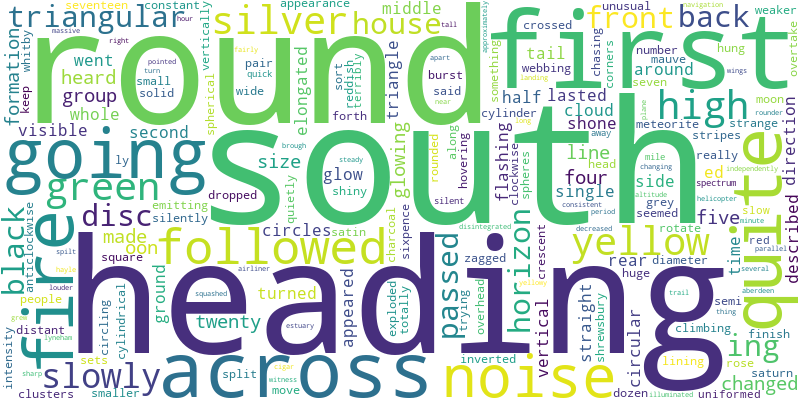 round
first
south
heading
triangular
silver
house
front
back
seventeen
constant
appearance
middle
crossed
unusual
weaker
hour
massive
right
went
heard
group
whole
visible
second
formation
keep
whitby
vertically
turn
pointed
small
solid
triangle
pair
quick
wide
sort
reddish
terribly
spherical
elongated
tall
burst
said
forth
near
apart
approximately
fairly
something
tail
webbing
half
lasted
cylinder
hung
chasing
corners
number
mauve
around
seven
cloud
shone
landing
wings
navigation
overtake
high
moon
meteorite
strange
stripes
away
plane
rounder
direction
described
going
green
ly
size
glow
shiny
brough
steady
glowing
along
rounded
hovering
flashing
clockwise
spheres
long
line
four
head
single
mile
changing
really
ed
side
spectrum
independently
quite
fire
black
anticlockwise
disc
emitting
silently
dropped
quietly
circles
satin
charcoal
sixpence
silent
disintegrated
consistent
period
altitude
helicopter
grey
seemed
five
slow
minute
red
parallel
time
rotate
decreased
followed
yellow
horizon
passed
zagged
crescent
trying
overhead
made
oon
square
spilt
hoyle
louder
people
distant
airliner
squashed
estuary
ground
turned
appeared
exploded
totally
yellowy
vertical
straight
shrewsbury
rear
huge
diameter
circular
semi
trail
thing
several
aberdeen
climbing
finish
ing
changed
rose
saturn
lining
dozen
uniformed
illuminated
inverted
noise
across
slowly
twenty
circling
cylindrical
intensity
clusters
sharp
grow
lyneham
sets
smaller
split
witness
move
cigar